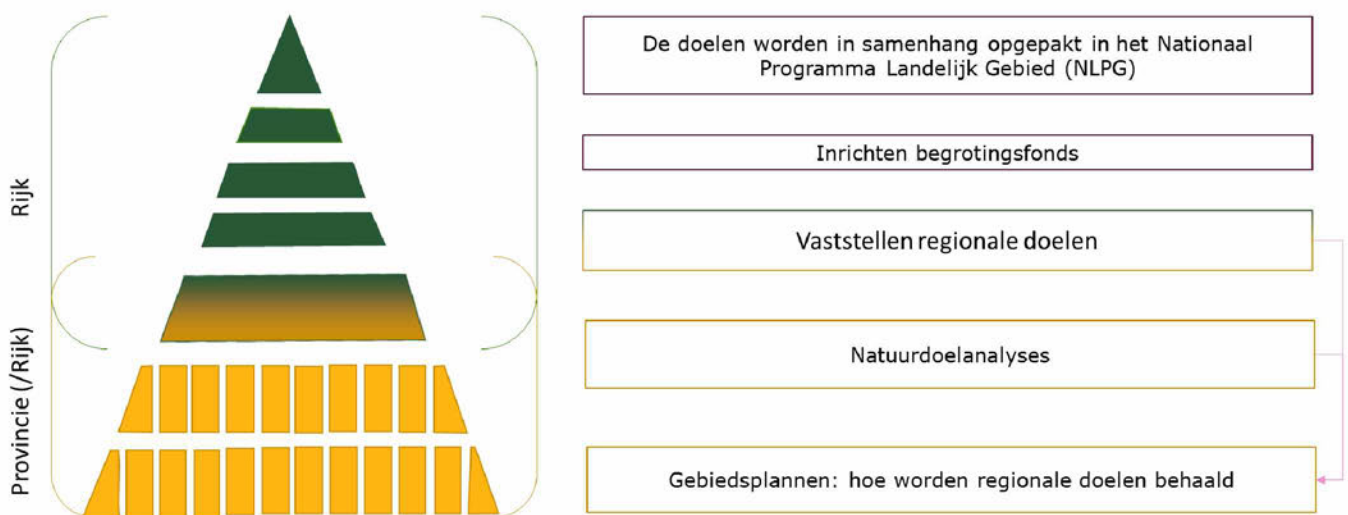 De doelen worden in samenhang opgepakt in het Nationaal
Programma Landelijk Gebied (NLPG)
Inrichten begrotingsfonds
Rijk
Vaststellen regionale doelen
Natuurdoelanalyses
Provincie (/Rijk)
Gebiedsplannen: hoe worden regionale doelen behaald